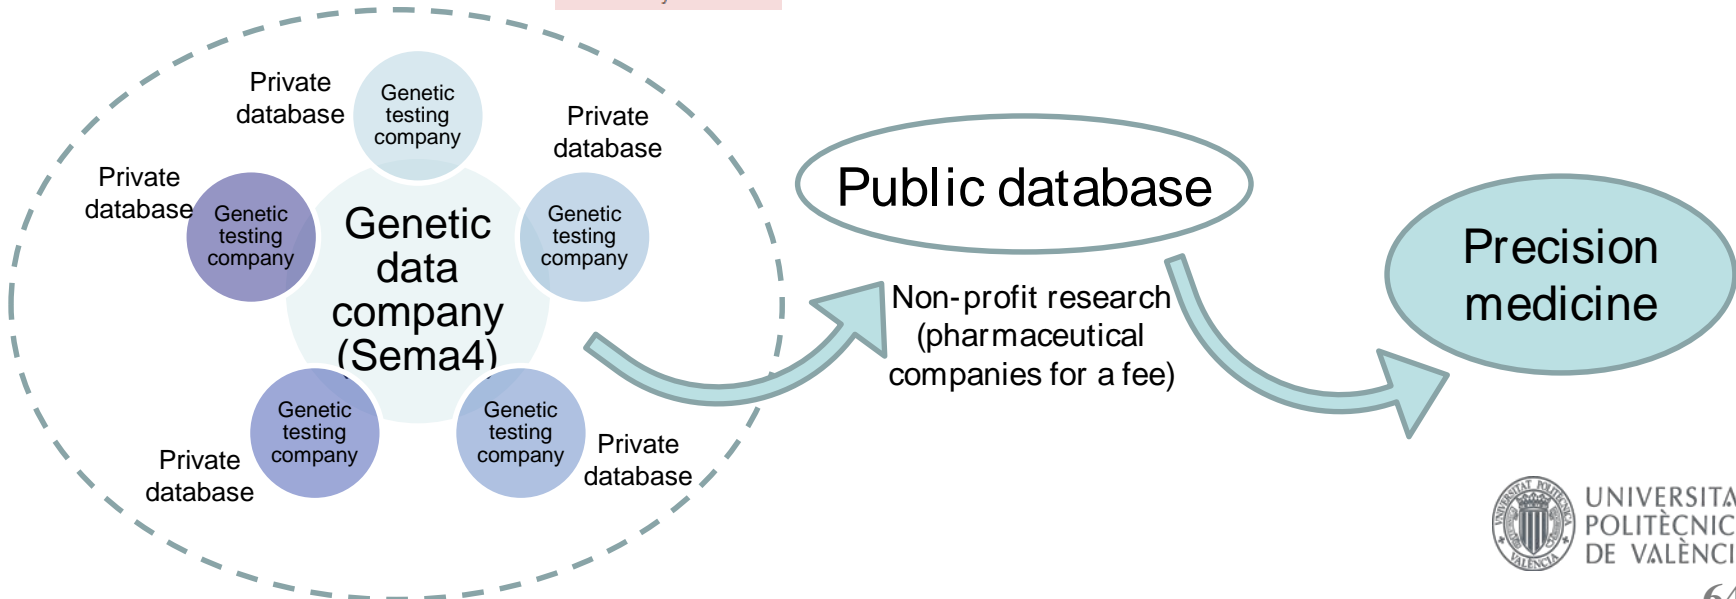 Private
database
Genetic
testing
company
Private
database
Private
database
Genetic
testing
company
Genetic
data
company
(Sema4)
Genetic
testing
company
Genetic
testing
company
Private
database
Genetic
testing
company
Private
database
Public database
Non-profit research
(pharmaceutical
companies for a fee)
Precision
medicine
UNIVERSITA
POLITÈCNIC
DE VALÈNCI
64